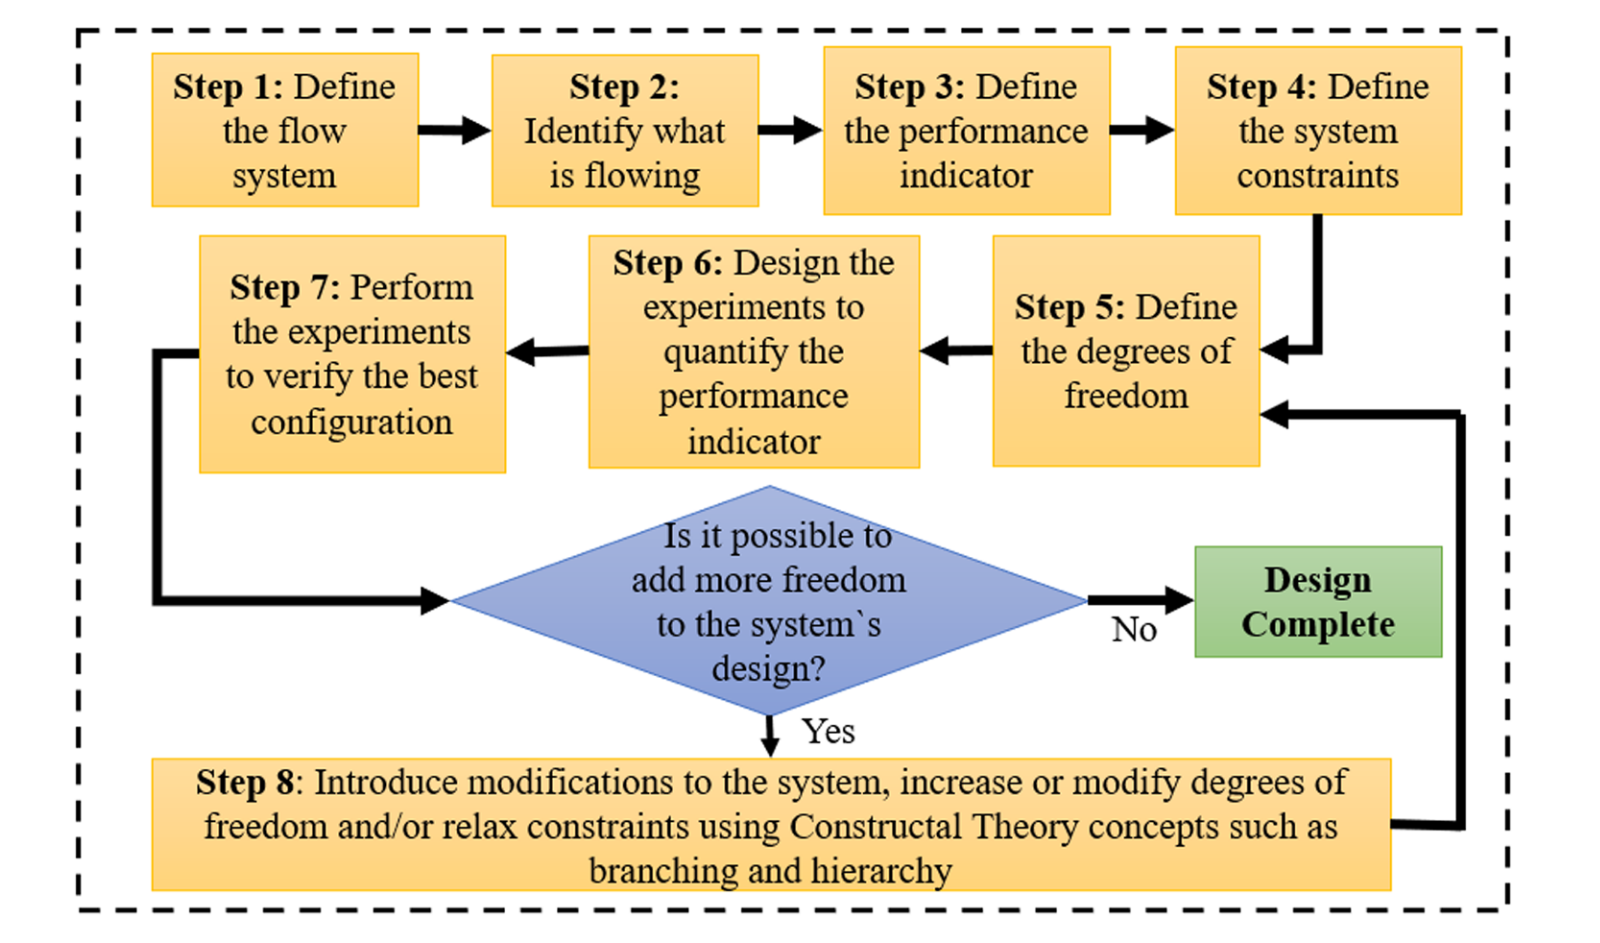 Step 1: Define
the flow
system
Step 2:
Identify what
is flowing
Step 3: Define
the performance
indicator
Step 4: Define
the system
constraints
Step 5: Define
the degrees of
freedom
Step 6: Design the
experiments to
quantify the
performance
indicator
Step 7: Perform
the experiments
to verify the best
configuration
Is it possible to
add more freedom
to the system`s
design?
No
Design
Complete
Yes
Step 8: Introduce modifications to the system, increase or modify degrees of
freedom and/or relax constraints using Constructal Theory concepts such as
branching and hierarchy